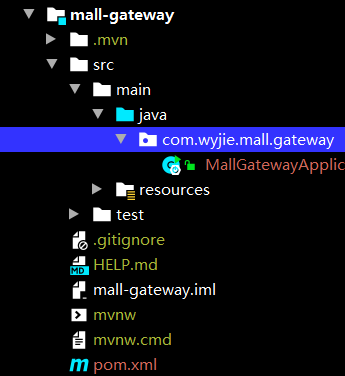 mall-gateway
.mvn
src
main
java
com.wyjie.mall.gateway
MallGatewayApplic
resources
test
.gitignore
MD HELP.md
mall-gateway.iml
mvnw
mvnw.cmd
pom.xml